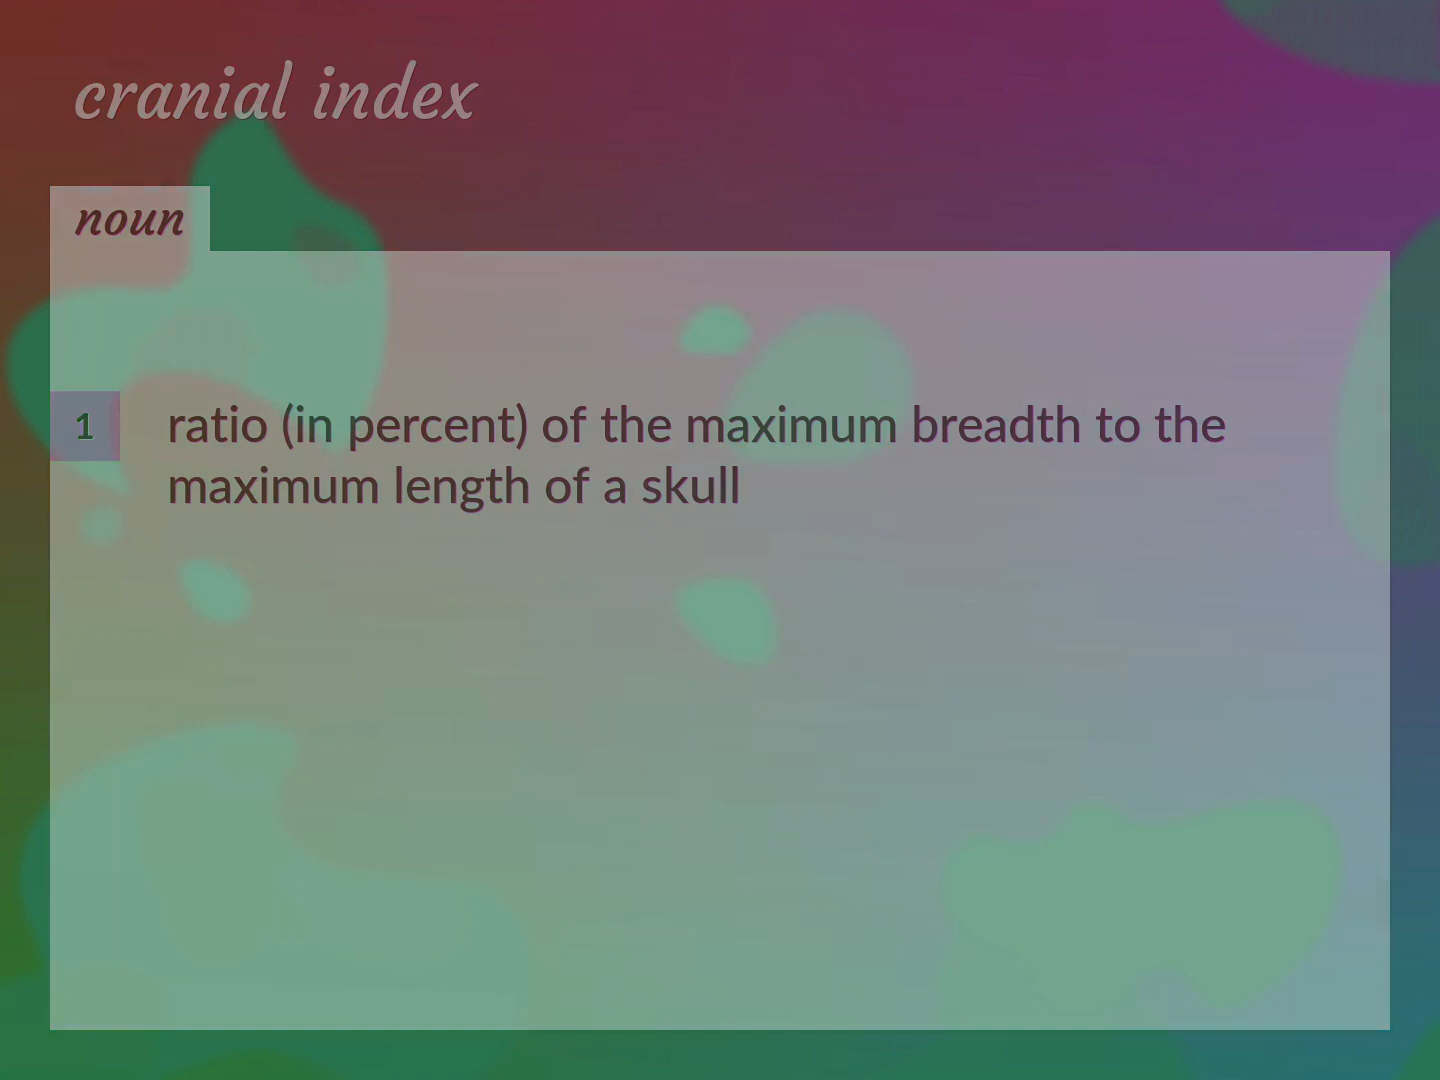 cranial index
noun
1
ratio (in percent) of the maximum breadth to the
maximum length of a skull